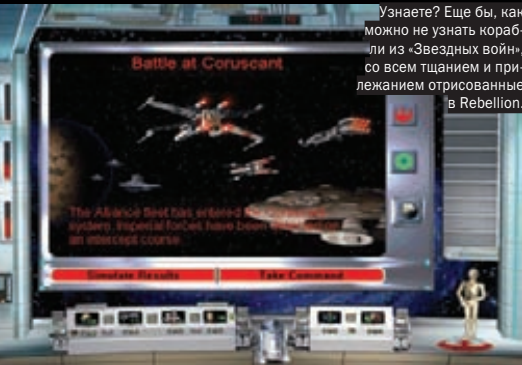 Узнаете? Еще бы, как
можно не узнать кораб-
ли из «Звездных войн»,
со всем тщанием и при-
лежанием отрисованные
в Rebellion.
Battle at Coruscant
The Alliance fleet has entered
system. Imperial forces have been
an intercept course.
Simulate Results
Take Command